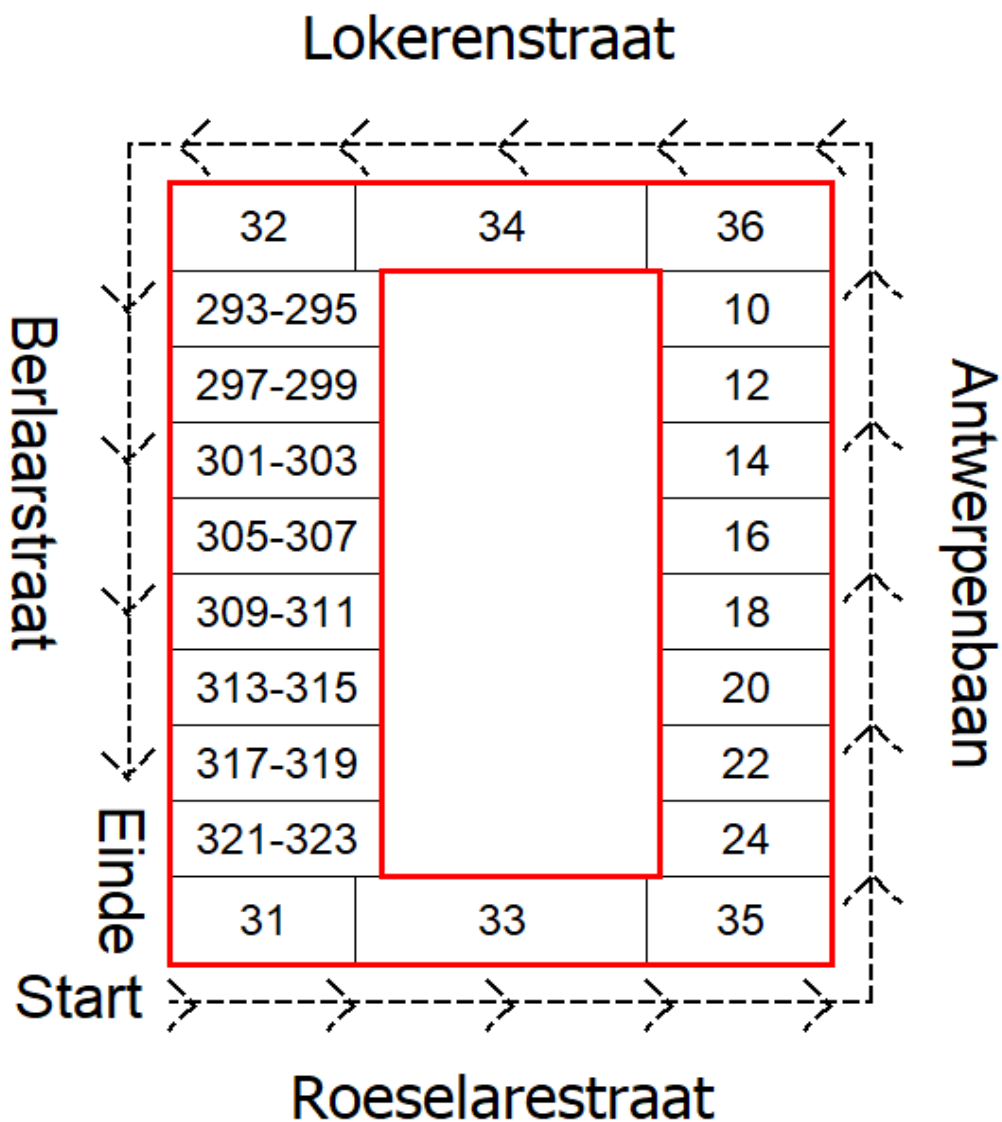 Lokerenstraat
32 34 36
293-295 10
297-299 12
301-303 14
305-307 16
309-311 18
313-315 20
317-319 22
321-323 24
31 33 35
Berlaarstraat
Antwerpenbaan
Einde
Start
Roeselarestraat